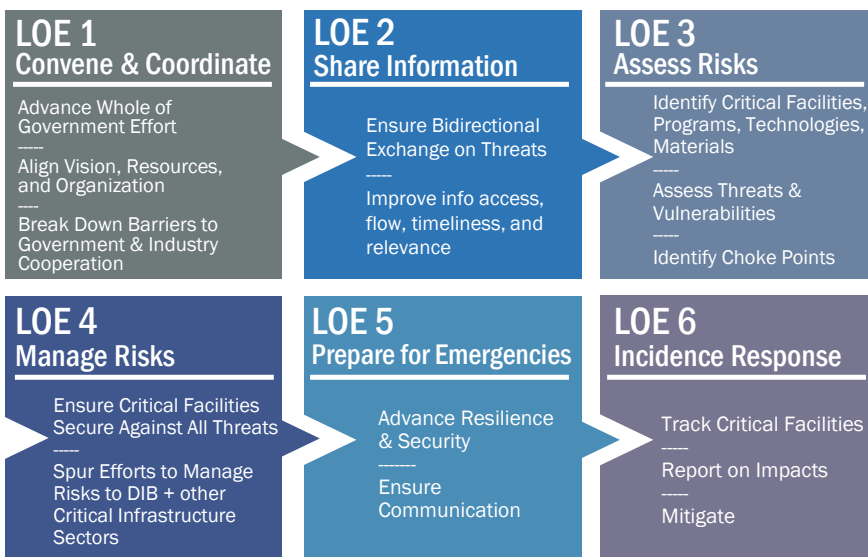 LOE 1
Convene & Coordinate
Advance Whole of
Government Effort
-----
Align Vision, Resources,
and Organization
----
Break Down Barriers to
Government & Industry
Cooperation
LOE 2
Share Information
Ensure Bidirectional
Exchange on Threats
-----
Improve info access,
flow, timeliness, and
relevance
LOE 3
Assess Risks
Identify Critical Facilities,
Programs, Technologies,
Materials
-----
Assess Threats &
Vulnerabilities
-----
Identify Choke Points
LOE 4
Manage Risks
Ensure Critical Facilities
Secure Against All Threats
-----
Spur Efforts to Manage
Risks to DIB + other
Critical Infrastructure
Sectors
LOE 5
Prepare for Emergencies
Advance Resilience
& Security
-------
Ensure
Communication
LOE 6
Incidence Response
Track Critical Facilities
-----
Report on Impacts
-----
Mitigate